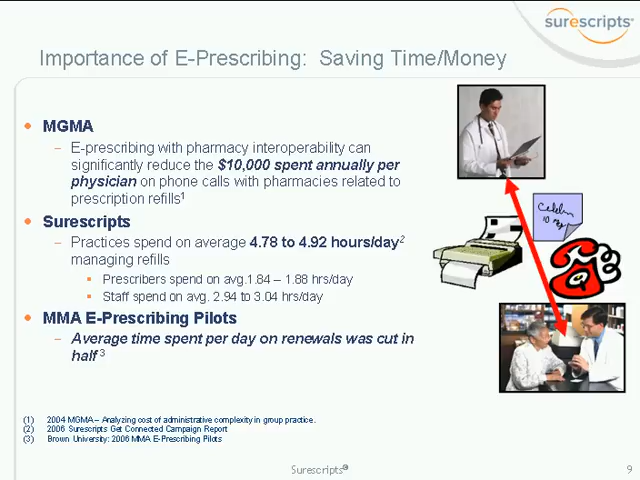 surescripts
Importance of E-Prescribing: Saving Time/Money
• MGMA
– E-prescribing with pharmacy interoperability can
significantly reduce the $10,000 spent annually per
physician on phone calls with pharmacies related to
prescription refills1
• Surescripts
– Practices spend on average 4.78 to 4.92 hours/day2
managing refills
▪ Prescribers spend on avg.1.84 – 1.88 hrs/day
▪ Staff spend on avg. 2.94 to 3.04 hrs/day
• MMA E-Prescribing Pilots
– Average time spent per day on renewals was cut in
half 3
10 mg
(1) 2004 MGMA – Analyzing cost of administrative complexity in group practice.
(2) 2006 Surescripts Get Connected Campaign Report
(3) Brown University: 2006 MMA E-Prescribing Pilots
Surescripts®
9